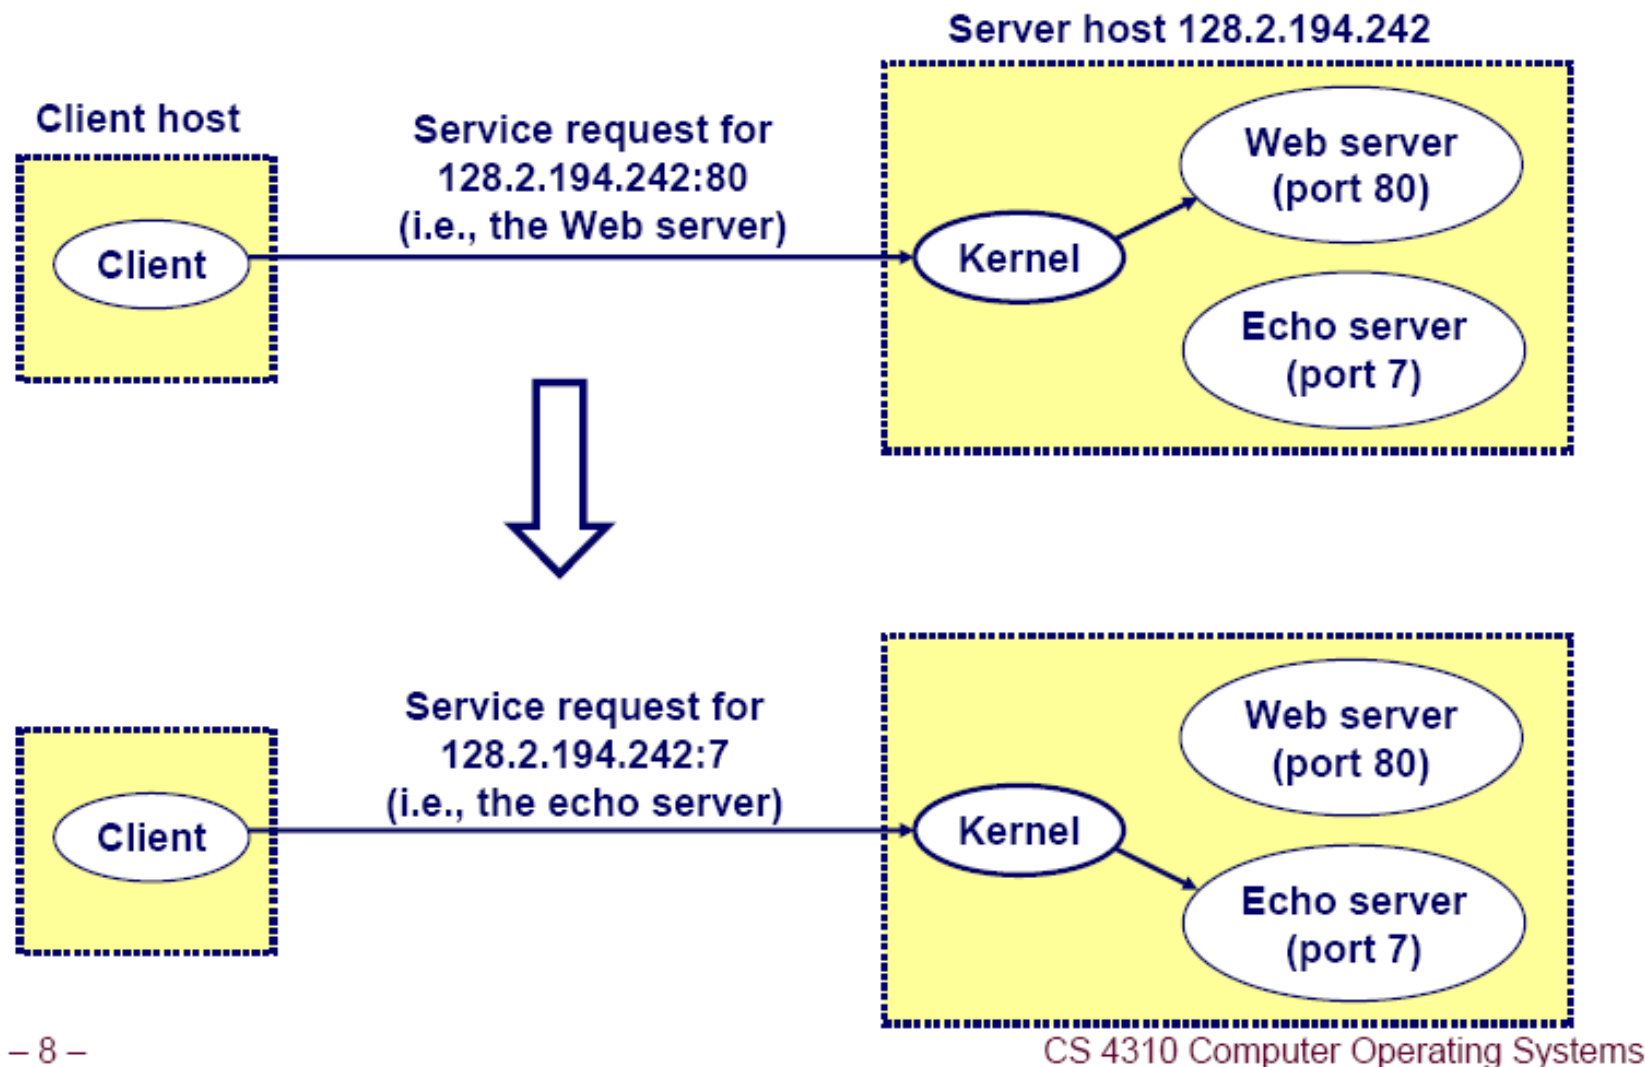 Server host 128.2.194.242
Client host
Service request for
128.2.194.242:80
(i.e., the Web server)
Client
Kernel
Web server
(port 80)
Echo server
(port 7)
Service request for
128.2.194.242:7
(i.e., the echo server)
Client
Kernel
Web server
(port 80)
Echo server
(port 7)
– 8 –
CS 4310 Computer Operating Systems